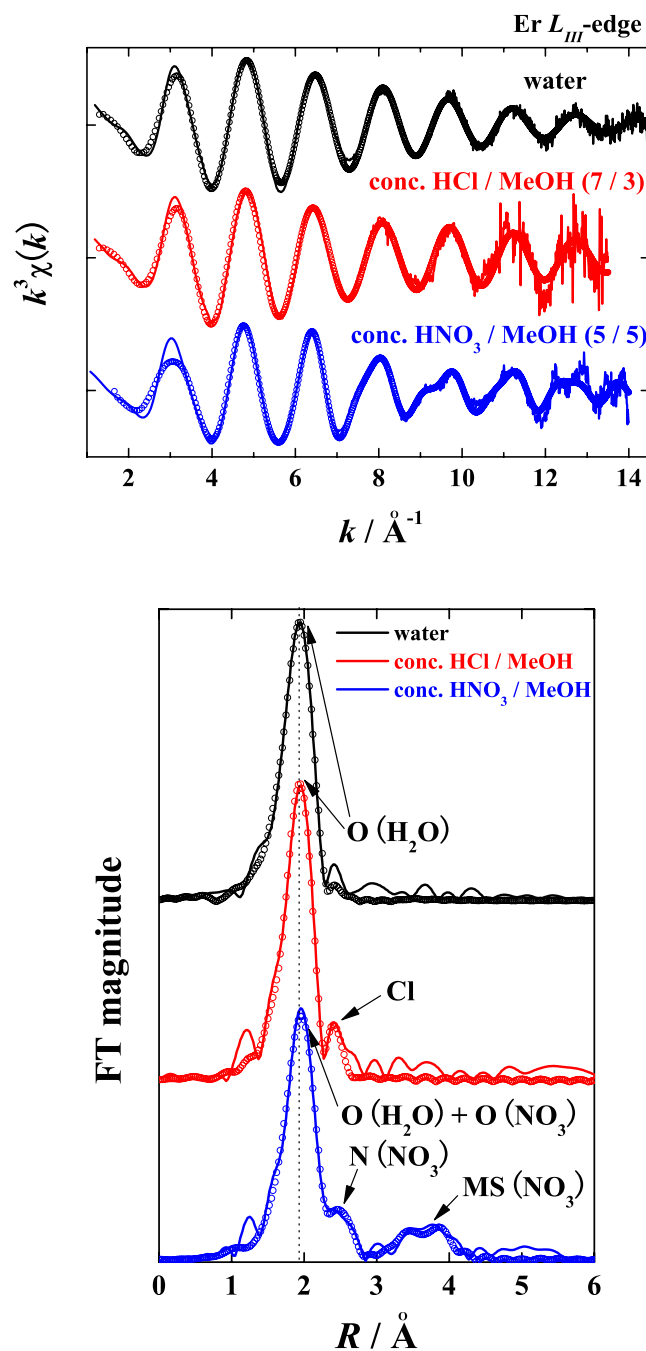 Er L_III-edge
water
conc. HCl / MeOH (7 / 3)
conc. HNO₃ / MeOH (5 / 5)
k³χ(k)
2 4 6 8 10 12 14
k / Å⁻¹
water
conc. HCl / MeOH
conc. HNO₃ / MeOH
O (H₂O)
Cl
O (H₂O) + O (NO₃)
N (NO₃)
MS (NO₃)
FT magnitude
0 1 2 3 4 5 6
R / Å